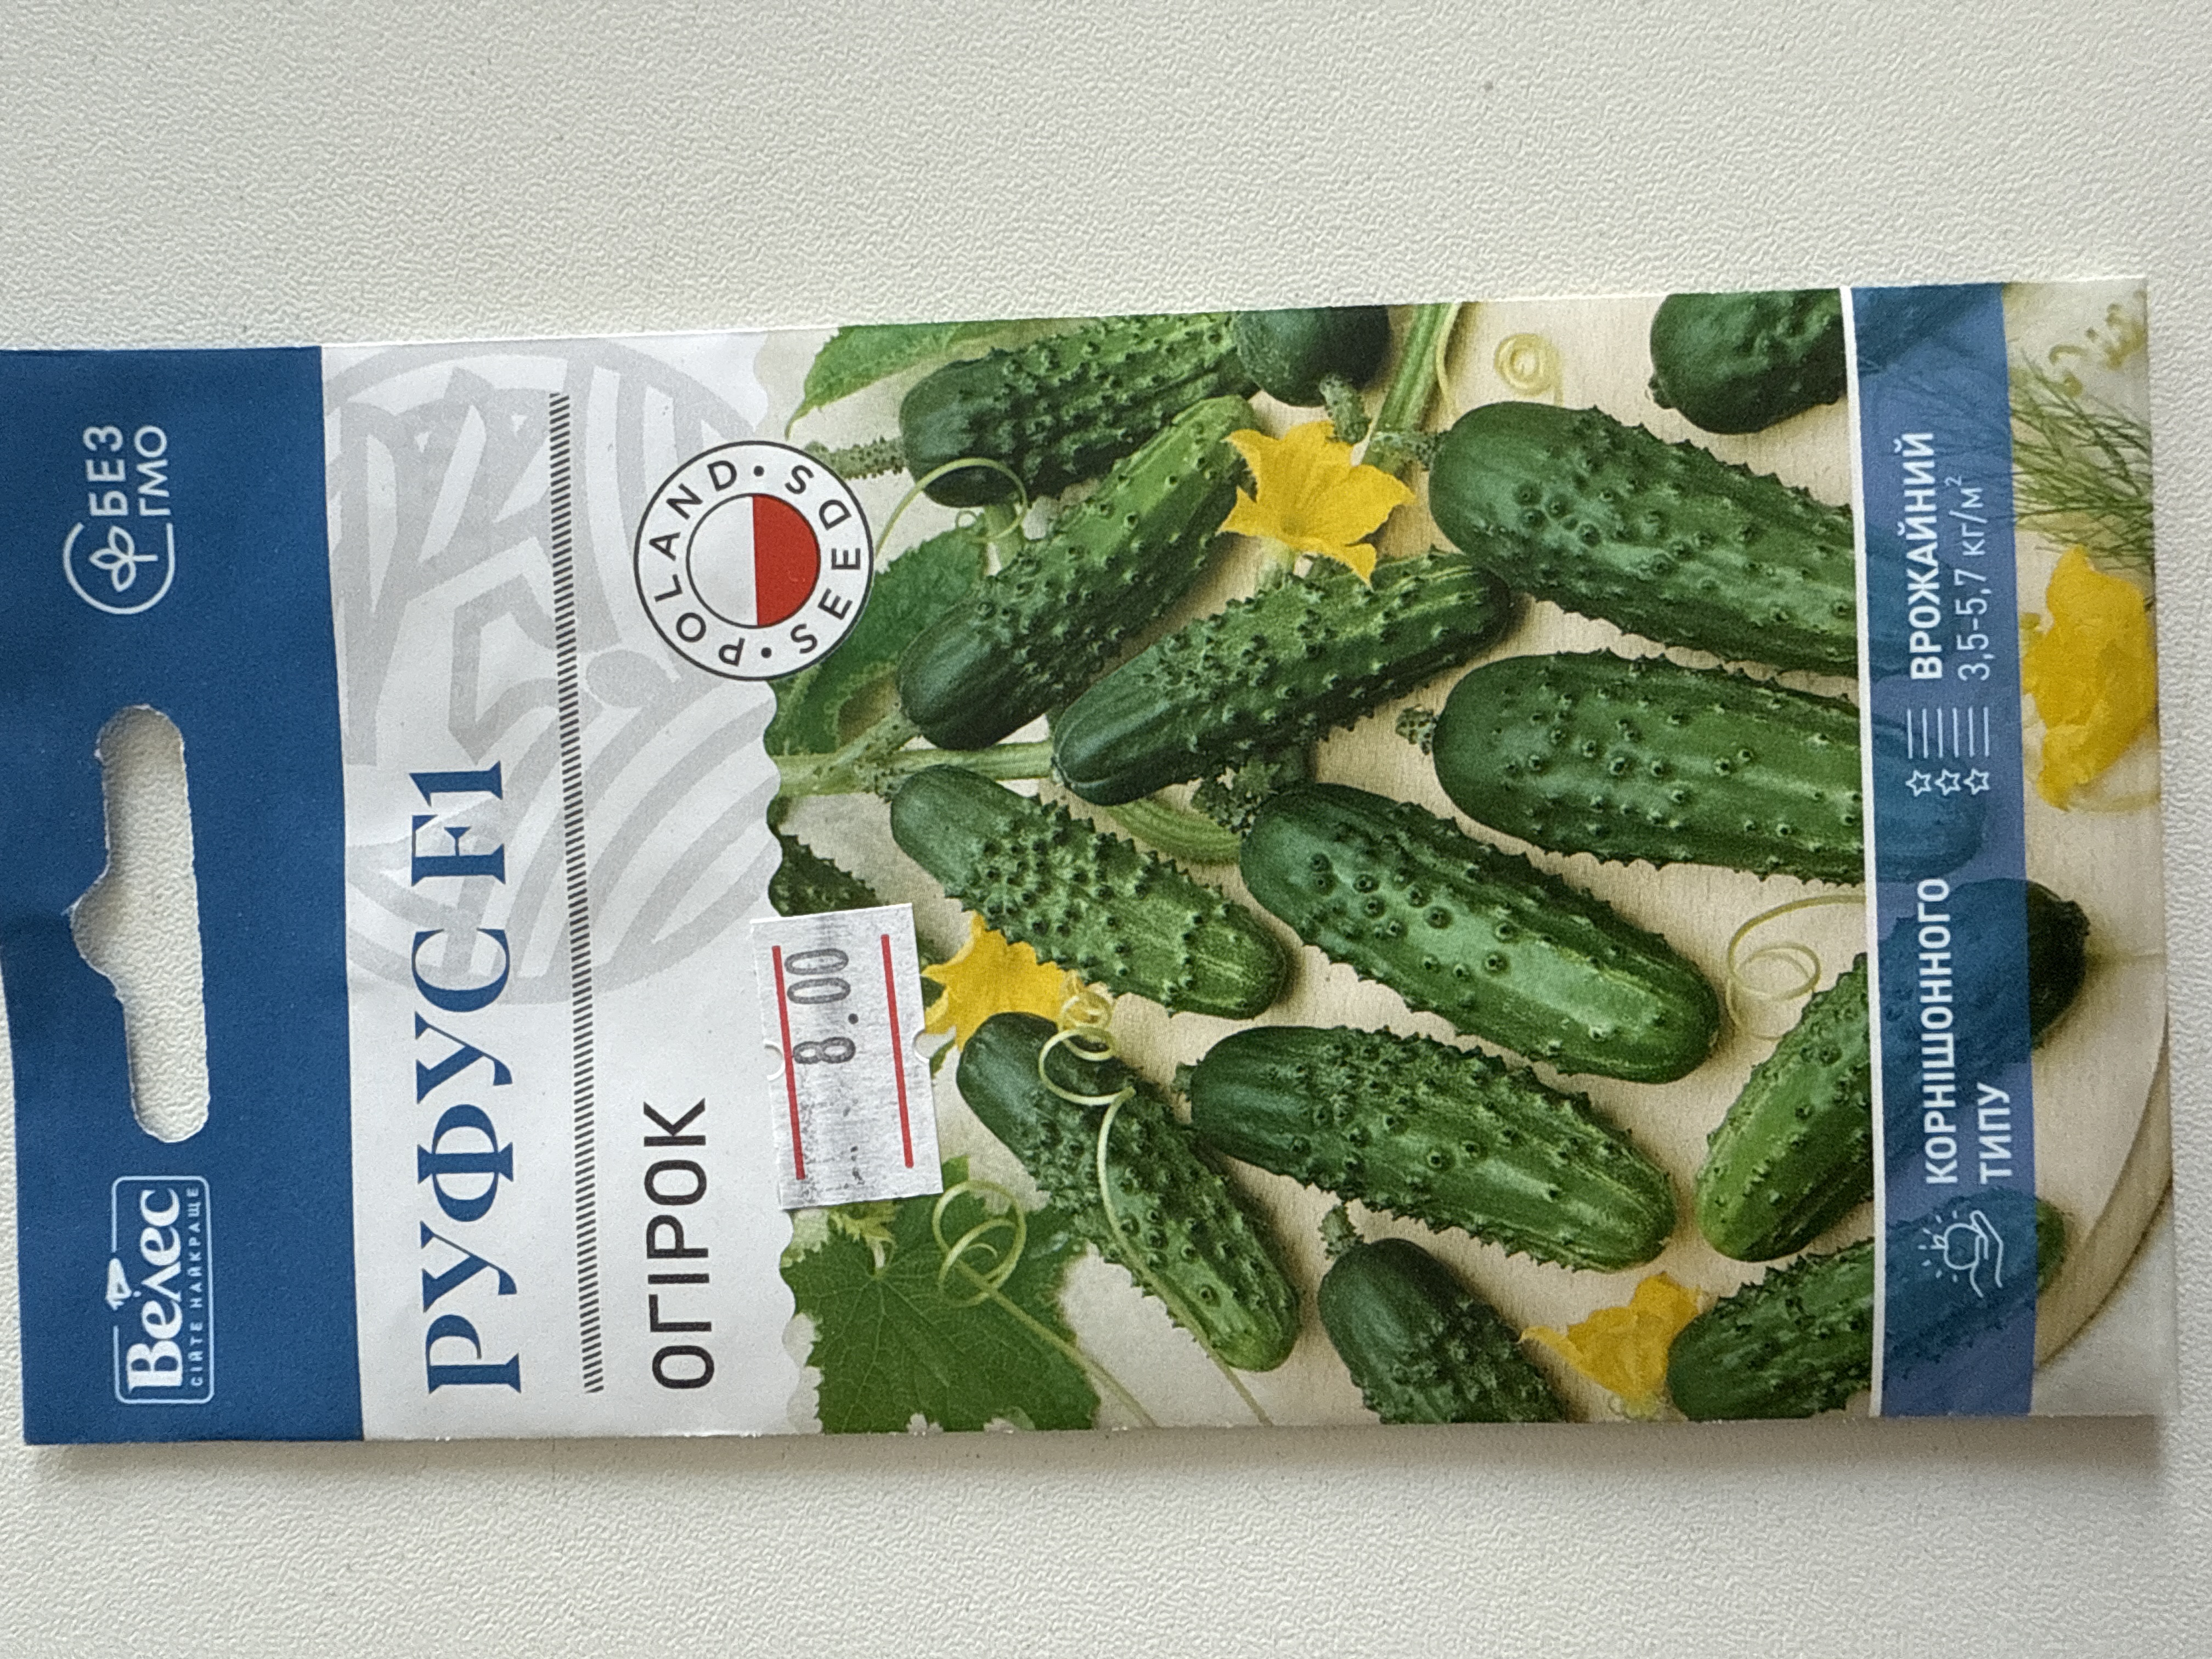 Велес
СІЙТЕ НАЙКРАЩЕ
БЕЗ
ГМО
РУФУС F1
ОГІРОК
POLAND · SEEDS ·
8.00
КОРНІШОННОГО
ТИПУ
ВРОЖАЙНИЙ
3,5-5,7 кг/м²